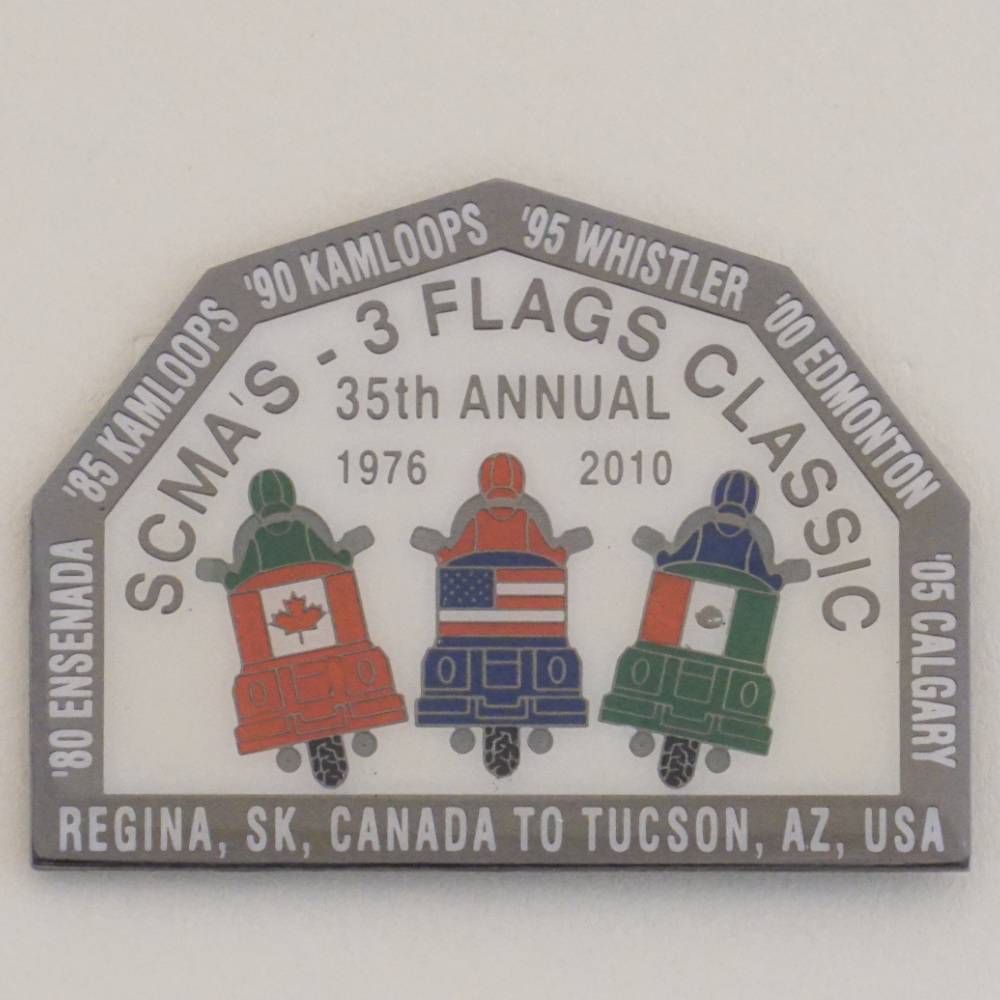 '80 ENSENADA
'85 KAMLOOPS
'90 KAMLOOPS
'95 WHISTLER
'00 EDMONTON
'05 CALGARY
SCMA'S - 3 FLAGS CLASSIC
35th ANNUAL
1976 2010
REGINA, SK, CANADA TO TUCSON, AZ, USA